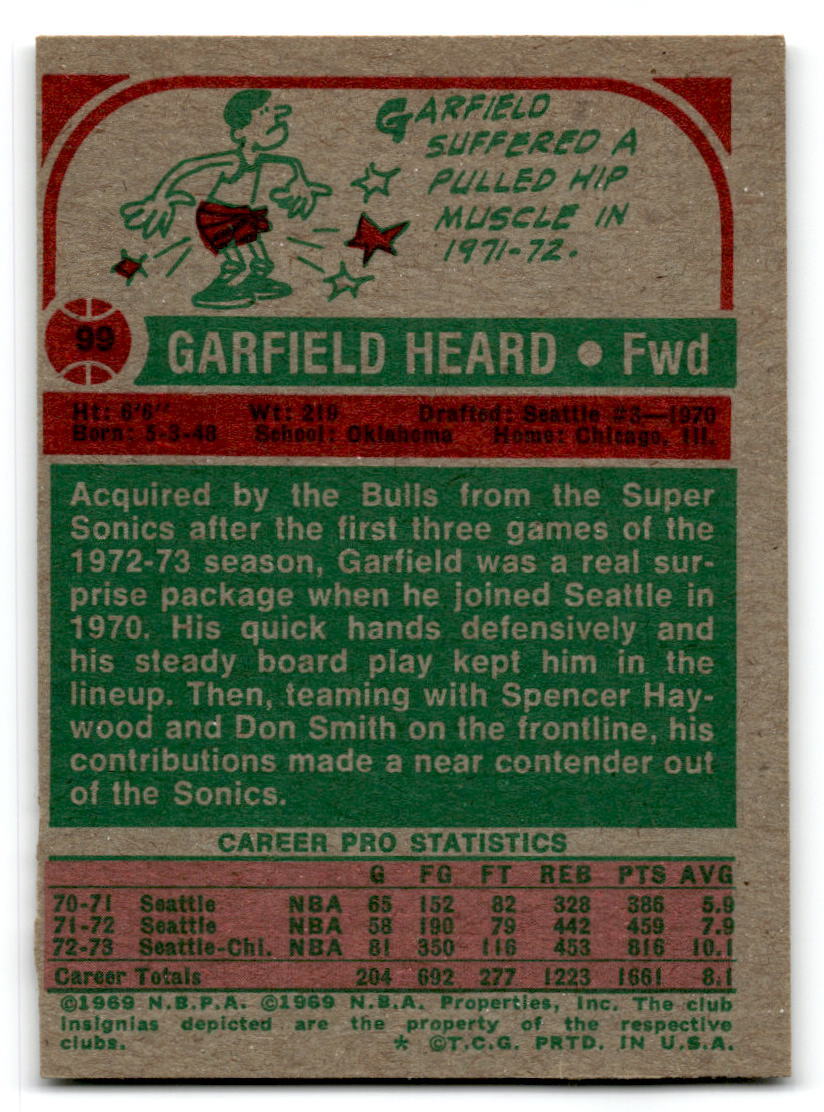 GARFIELD
SUFFERED A
PULLED HIP
MUSCLE IN
1971-72.
99
GARFIELD HEARD • Fwd
Ht: 6'6" Wt: 219 Drafted: Seattle #3—1970
Born: 5-3-48 School: Oklahoma Home: Chicago, Ill.
Acquired by the Bulls from the Super
Sonics after the first three games of the
1972-73 season, Garfield was a real sur-
prise package when he joined Seattle in
1970. His quick hands defensively and
his steady board play kept him in the
lineup. Then, teaming with Spencer Hay-
wood and Don Smith on the frontline, his
contributions made a near contender out
of the Sonics.
CAREER PRO STATISTICS
G FG FT REB PTS AVG
70-71 Seattle NBA 65 152 82 328 386 5.9
71-72 Seattle NBA 58 190 79 442 459 7.9
72-73 Seattle-Chi. NBA 81 350 116 453 816 10.1
Career Totals 204 692 277 1223 1661 8.1
©1969 N.B.P.A. ©1969 N.B.A. Properties, Inc. The club
insignias depicted are the property of the respective
clubs. * ©T.C.G. PRTD. IN U.S.A.